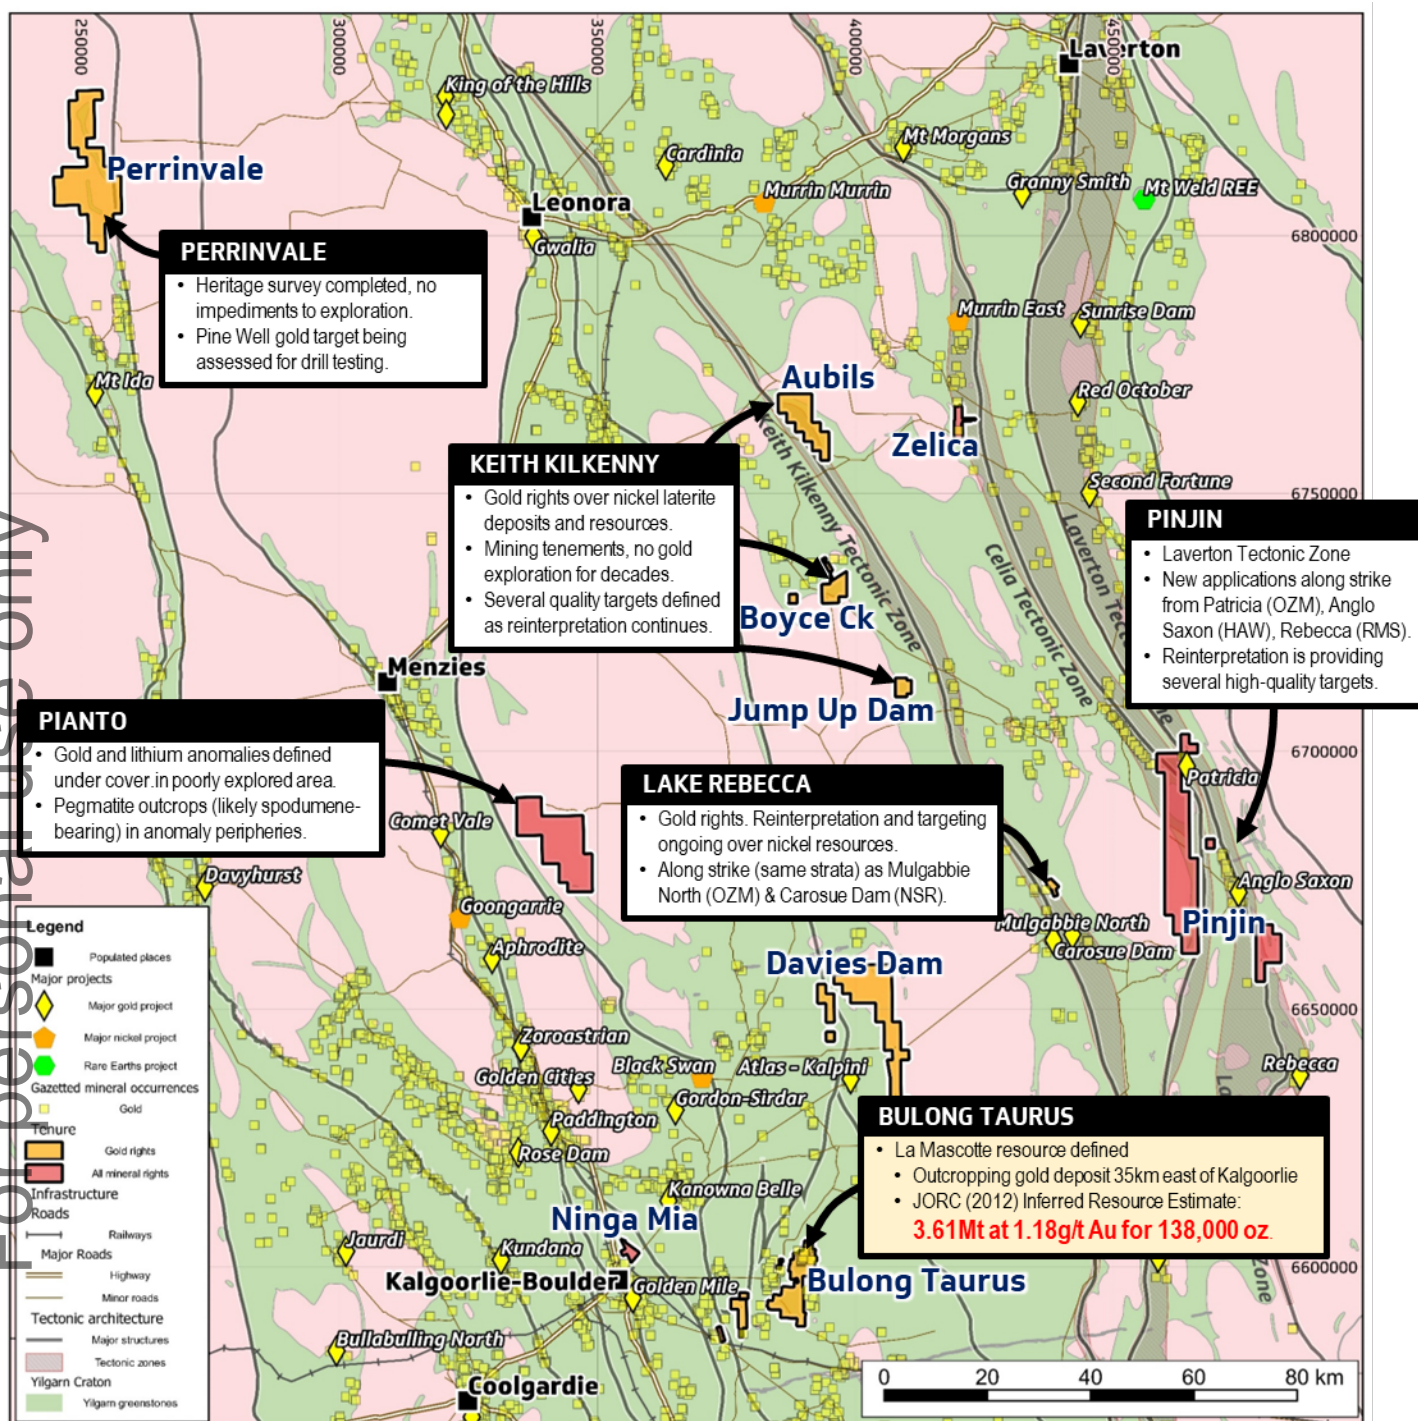 250000
300000
350000
400000
450000
Laverton
King of the Hills
Mt Morgans
Cardinia
Perrinvale
Murrin Murrin
Granny Smith
Mt Weld REE
Leonora
Gwalia
6800000
PERRINVALE
• Heritage survey completed, no
impediments to exploration.
• Pine Well gold target being
assessed for drill testing.
Murrin East
Sunrise Dam
Mt Ida
Aubils
Red October
Zelica
Keith Kilkenny Tectonic Zone
KEITH KILKENNY
• Gold rights over nickel laterite
deposits and resources.
• Mining tenements, no gold
exploration for decades.
• Several quality targets defined
as reinterpretation continues.
Second Fortune
6750000
Celia Tectonic Zone
Laverton Tect
ne
PINJIN
• Laverton Tectonic Zone
• New applications along strike
from Patricia (OZM), Anglo
Saxon (HAW), Rebecca (RMS).
• Reinterpretation is providing
several high-quality targets.
Boyce Ck
Menzies
Jump Up Dam
For personal use only
PIANTO
• Gold and lithium anomalies defined
under cover.in poorly explored area.
• Pegmatite outcrops (likely spodumene-
bearing) in anomaly peripheries.
6700000
Patricia
LAKE REBECCA
• Gold rights. Reinterpretation and targeting
ongoing over nickel resources.
• Along strike (same strata) as Mulgabbie
North (OZM) & Carosue Dam (NSR).
Comet Vale
Davyhurst
Anglo Saxon
Goongarrie
Mulgabbie North
Pinjin
Aphrodite
Carosue Dam
Davies Dam
6650000
Zoroastrian
Black Swan
Atlas - Kalpini
Rebecca
Golden Cities
Gordon-Sirdar
La
Paddington
Rose Dam
BULONG TAURUS
• La Mascotte resource defined
• Outcropping gold deposit 35km east of Kalgoorlie
• JORC (2012) Inferred Resource Estimate:
3.61Mt at 1.18g/t Au for 138,000 oz.
Kanowna Belle
Ninga Mia
Jaurdi
Kundana
Kalgoorlie-Boulder
Golden Mile
Bulong Taurus
6600000
Zone
Bullabulling North
Coolgardie
Legend
Populated places
Major projects
Major gold project
Major nickel project
Rare Earths project
Gazetted mineral occurrences
Gold
Tenure
Gold rights
All mineral rights
Infrastructure
Roads
Railways
Major Roads
Highway
Minor roads
Tectonic architecture
Major structures
Tectonic zones
Yilgarn Craton
Yilgarn greenstones
0 20 40 60 80 km